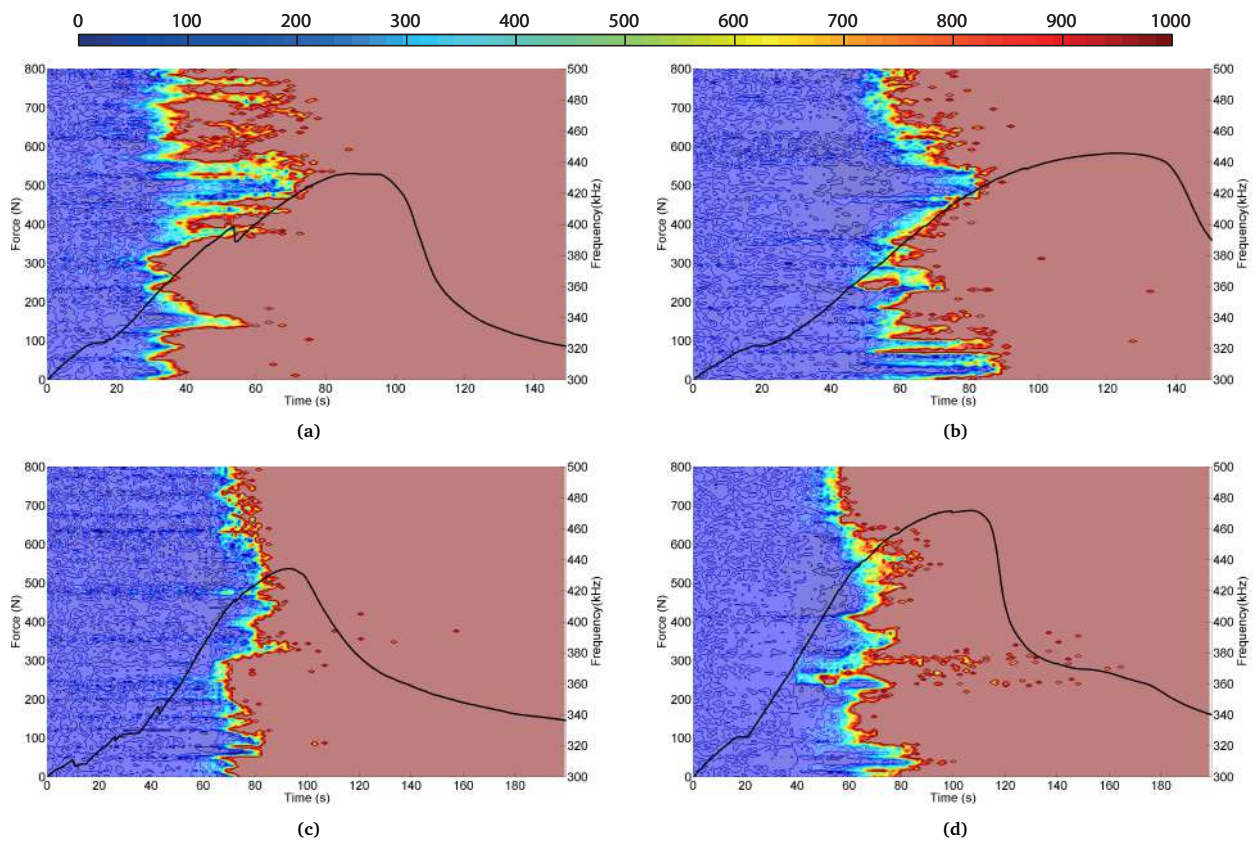 0 100 200 300 400 500 600 700 800 900 1000
800 700 600 500 400 300 200 100 0
Force (N)
500 480 460 440 420 400 380 360 340 320 300
Frequency(kHz)
0 20 40 60 80 100 120 140
Time (s)
(a)
800 700 600 500 400 300 200 100 0
Force (N)
500 480 460 440 420 400 380 360 340 320 300
Frequency(kHz)
0 20 40 60 80 100 120 140
Time (s)
(b)
800 700 600 500 400 300 200 100 0
Force (N)
500 480 460 440 420 400 380 360 340 320 300
Frequency(kHz)
0 20 40 60 80 100 120 140 160 180
Time (s)
(c)
800 700 600 500 400 300 200 100 0
Force (N)
500 480 460 440 420 400 380 360 340 320 300
Frequency(kHz)
0 20 40 60 80 100 120 140 160 180
Time (s)
(d)